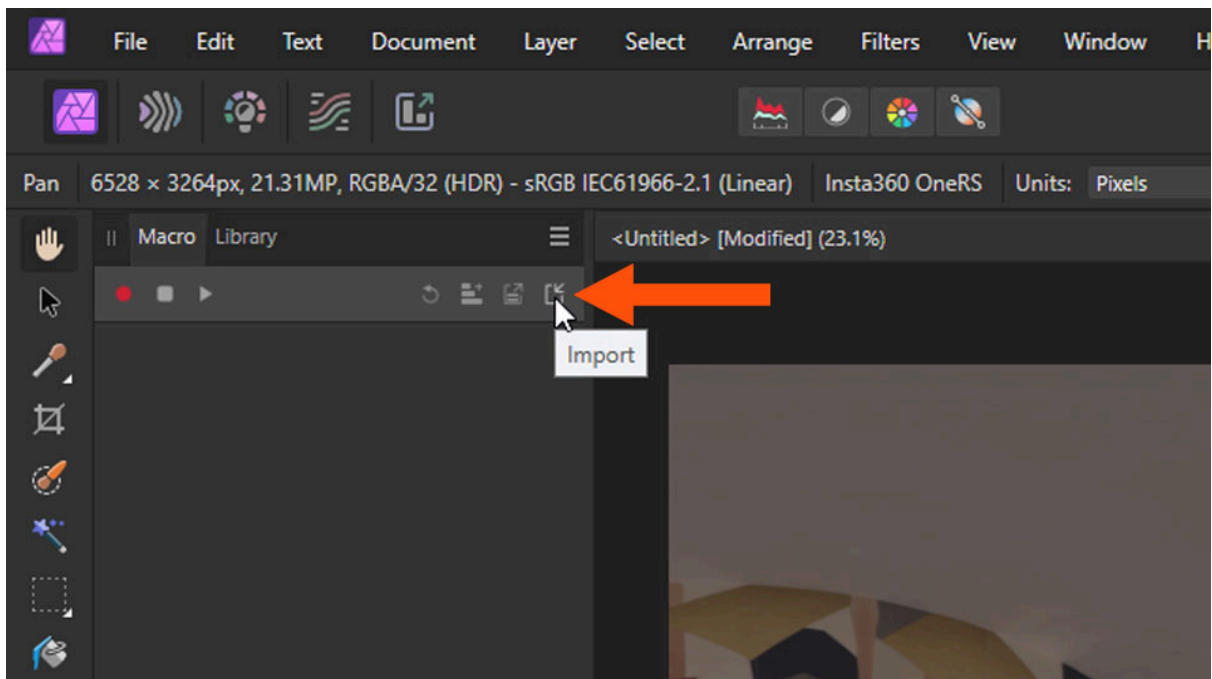 File Edit Text Document Layer Select Arrange Filters View Window H
Pan 6528 × 3264px, 21.31MP, RGBA/32 (HDR) - sRGB IEC61966-2.1 (Linear) Insta360 OneRS Units: Pixels
Macro Library <Untitled> [Modified] (23.1%)
Import